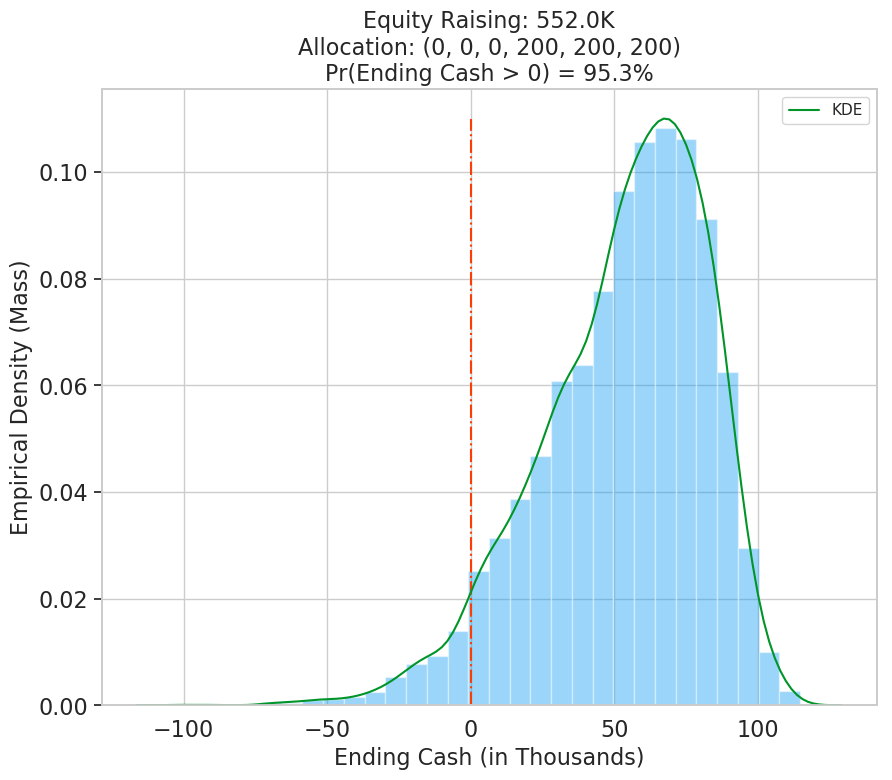 Equity Raising: 552.0K
Allocation: (0, 0, 0, 200, 200, 200)
Pr(Ending Cash > 0) = 95.3%
KDE
Empirical Density (Mass)
0.10
0.08
0.06
0.04
0.02
0.00
−100
−50
0
50
100
Ending Cash (in Thousands)